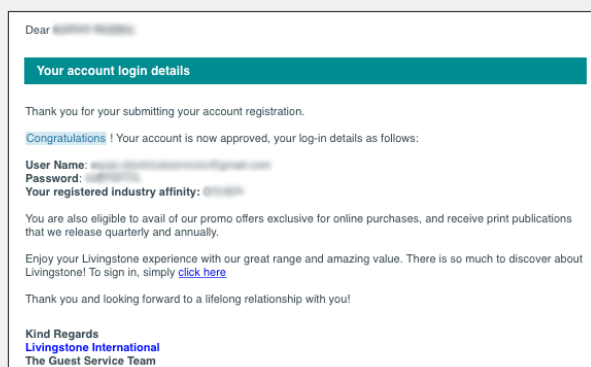 Dear
Your account login details
Thank you for your submitting your account registration.
Congratulations ! Your account is now approved, your log-in details as follows:
User Name:
Password:
Your registered industry affinity:
You are also eligible to avail of our promo offers exclusive for online purchases, and receive print publications
that we release quarterly and annually.
Enjoy your Livingstone experience with our great range and amazing value. There is so much to discover about
Livingstone! To sign in, simply click here
Thank you and looking forward to a lifelong relationship with you!
Kind Regards
Livingstone International
The Guest Service Team